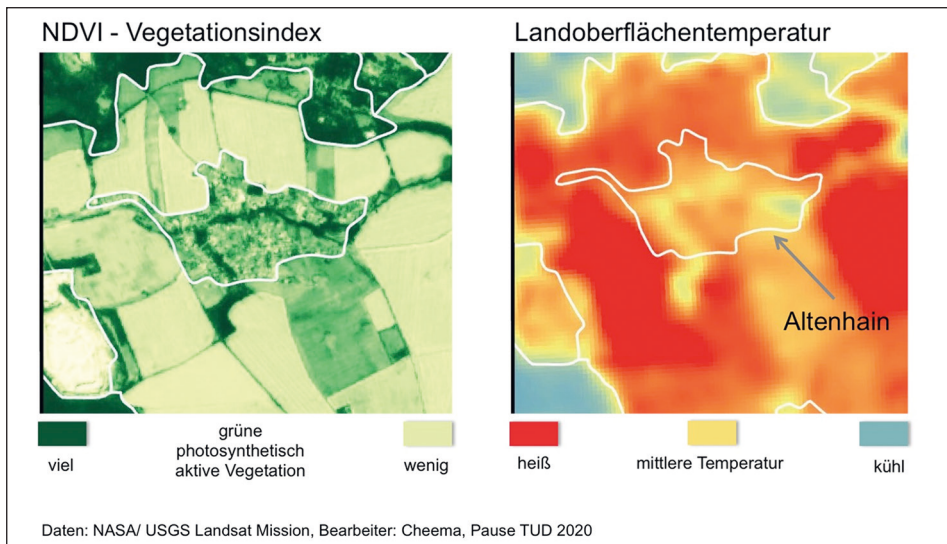 NDVI - Vegetationsindex
Landoberflächentemperatur
Altenhain
viel
grüne
photosynthetisch
aktive Vegetation
wenig
heiß
mittlere Temperatur
kühl
Daten: NASA/ USGS Landsat Mission, Bearbeiter: Cheema, Pause TUD 2020